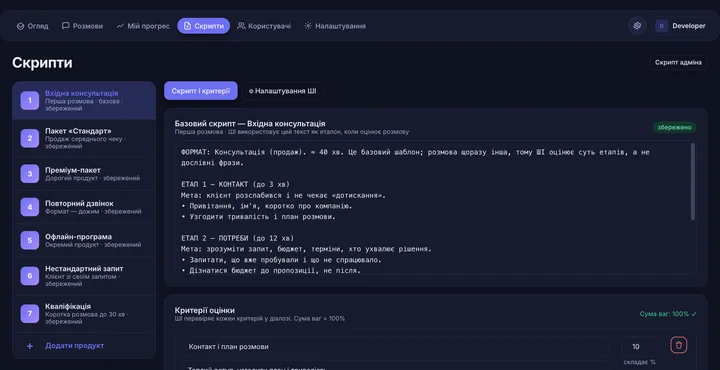 Огляд
Розмови
Мій прогрес
Скрипти
Користувачі
Налаштування
D
Developer
Скрипти
Скрипт адміна
1
Вхідна консультація
Перша розмова · базова ·
збережений
2
Пакет «Стандарт»
Продаж середнього чеку ·
збережений
3
Преміум-пакет
Дорогий продукт · збережений
4
Повторний дзвінок
Формат — дожим · збережений
5
Офлайн-програма
Окремий продукт · збережений
6
Нестандартний запит
Клієнт зі своїм запитом ·
збережений
7
Кваліфікація
Коротка розмова до 30 хв ·
збережений
+ Додати продукт
Скрипт і критерії
Налаштування ШІ
Базовий скрипт — Вхідна консультація
Перша розмова · ШІ використовує цей текст як еталон, коли оцінює розмову
збережено
ФОРМАТ: Консультація (продаж). ≈ 40 хв. Це базовий шаблон; розмова щоразу інша, тому ШІ оцінює суть етапів, а не
дослівні фрази.
ЕТАП 1 — КОНТАКТ (до 3 хв)
Мета: клієнт розслабився і не чекає «дотискання».
• Привітання, ім’я, коротко про компанію.
• Узгодити тривалість і план розмови.
ЕТАП 2 — ПОТРЕБИ (до 12 хв)
Мета: зрозуміти запит, бюджет, терміни, хто ухвалює рішення.
• Запитати, що вже пробували і що не спрацювало.
• Дізнатися бюджет до пропозиції, не після.
Критерії оцінки
ШІ перевіряє кожен критерій у діалозі. Сума ваг = 100%
Сума ваг: 100% ✓
Контакт і план розмови
10
складає %